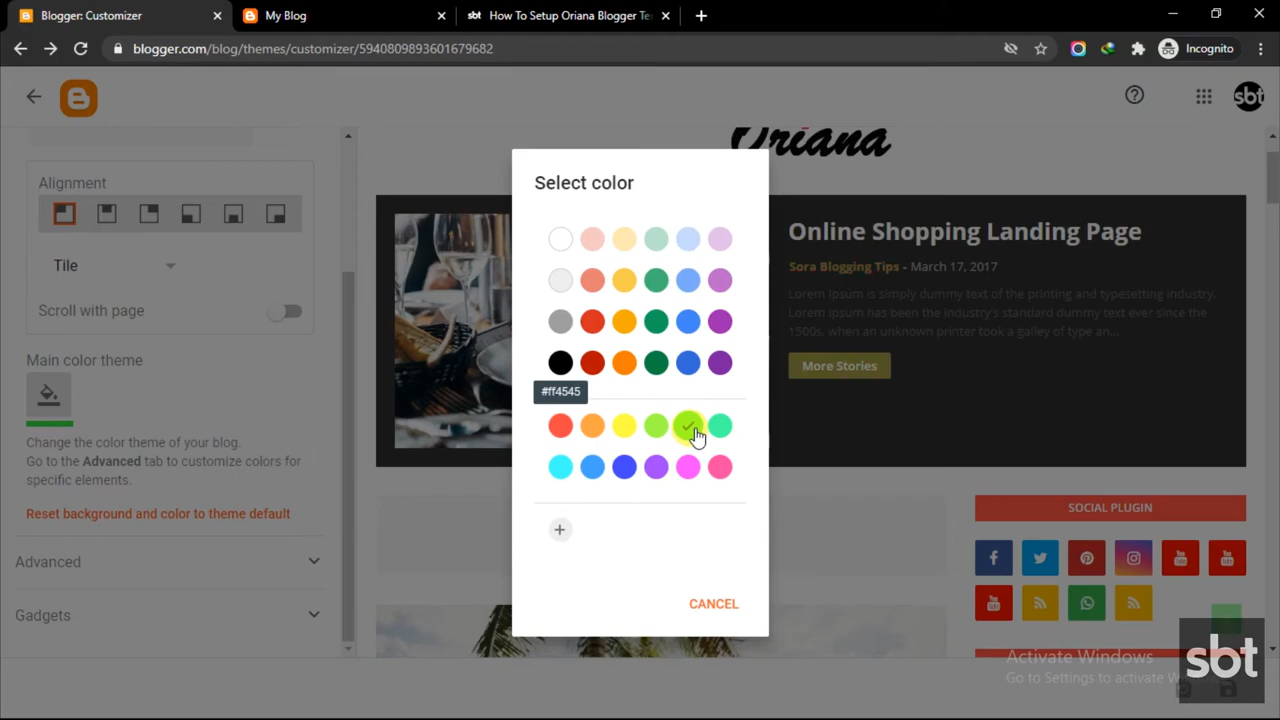 Blogger: Customizer
My Blog
sbt How To Setup Oriana Blogger Te
blogger.com/blog/themes/customizer/5940809893601679682
Incognito
sbt
Alignment
Tile
Scroll with page
Main color theme
Change the color theme of your blog.
Go to the Advanced tab to customize colors for
specific elements.
Reset background and color to theme default
Advanced
Gadgets
Oriana
Select color
#ff4545
CANCEL
Online Shopping Landing Page
Sora Blogging Tips - March 17, 2017
Lorem Ipsum is simply dummy text of the printing and typesetting industry.
Lorem Ipsum has been the industry's standard dummy text ever since the
1500s, when an unknown printer took a galley of type an...
More Stories
SOCIAL PLUGIN
Activate Windows
Go to Settings to activate W
sbt